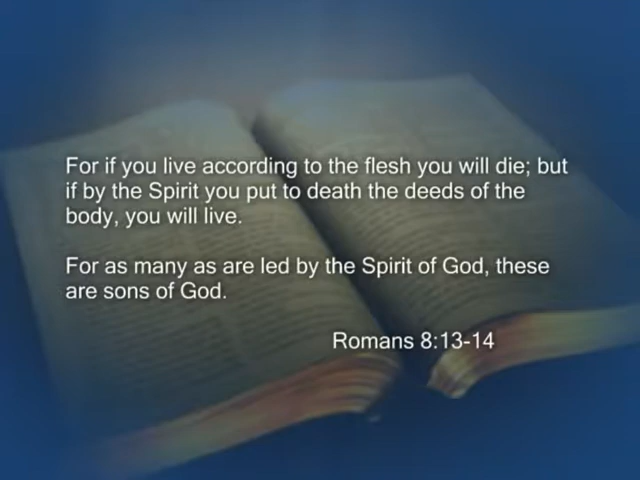 For if you live according to the flesh you will die; but
if by the Spirit you put to death the deeds of the
body, you will live.
For as many as are led by the Spirit of God, these
are sons of God.
Romans 8:13-14